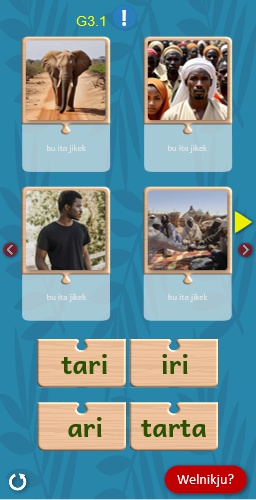 G3.1 !
bu ita jikek
bu ita jikek
bu ita jikek
bu ita jikek
tari
iri
ari
tarta
Welnikju?